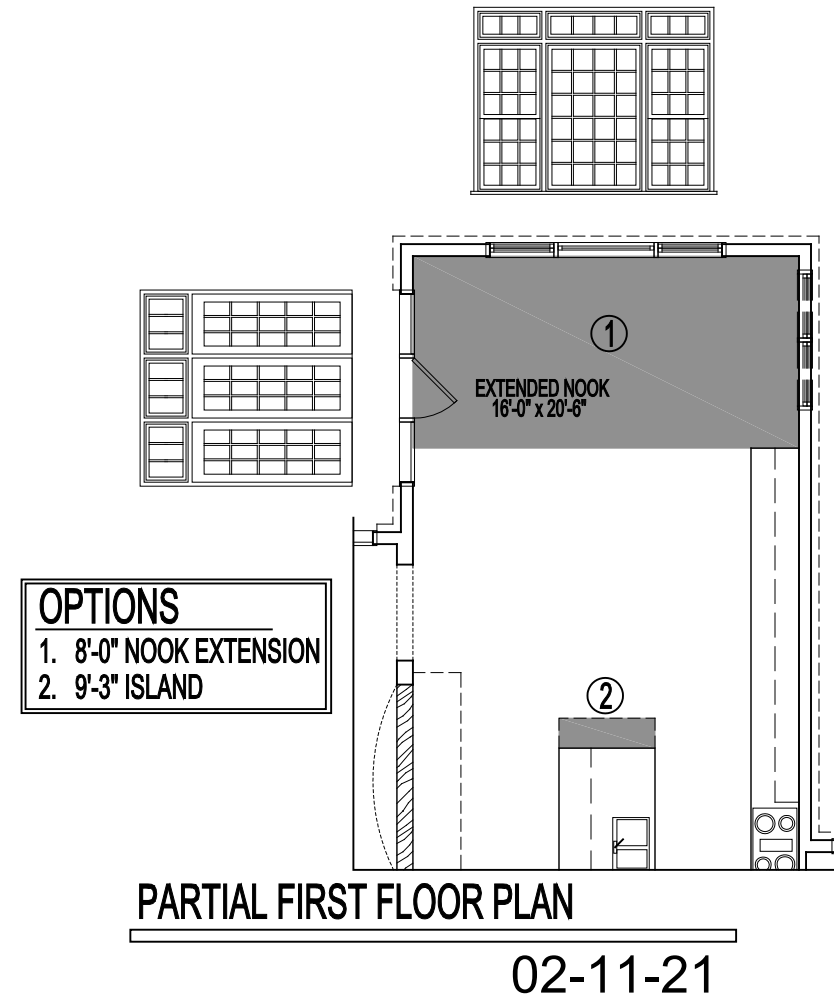 1
EXTENDED NOOK
16'-0" x 20'-6"
OPTIONS
1. 8'-0" NOOK EXTENSION
2. 9'-3" ISLAND
2
PARTIAL FIRST FLOOR PLAN
02-11-21